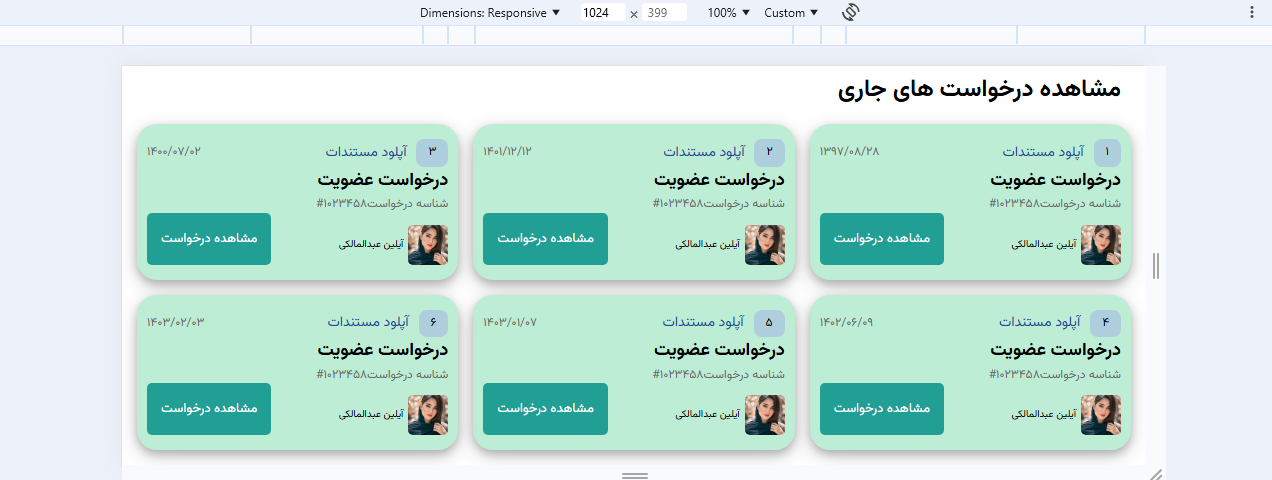 Dimensions: Responsive ▼ 1024 × 399 100% ▼ Custom ▼
مشاهده درخواست های جاری
۱ آپلود مستندات ۱۳۹۷/۰۸/۲۸
درخواست عضویت
شناسه درخواست۱۰۲۳۴۵۸#
آیلین عبدالمالکی
مشاهده درخواست
۲ آپلود مستندات ۱۴۰۱/۱۲/۱۲
درخواست عضویت
شناسه درخواست۱۰۲۳۴۵۸#
آیلین عبدالمالکی
مشاهده درخواست
۳ آپلود مستندات ۱۴۰۰/۰۷/۰۲
درخواست عضویت
شناسه درخواست۱۰۲۳۴۵۸#
آیلین عبدالمالکی
مشاهده درخواست
۴ آپلود مستندات ۱۴۰۲/۰۶/۰۹
درخواست عضویت
شناسه درخواست۱۰۲۳۴۵۸#
آیلین عبدالمالکی
مشاهده درخواست
۵ آپلود مستندات ۱۴۰۳/۰۱/۰۷
درخواست عضویت
شناسه درخواست۱۰۲۳۴۵۸#
آیلین عبدالمالکی
مشاهده درخواست
۶ آپلود مستندات ۱۴۰۳/۰۲/۰۳
درخواست عضویت
شناسه درخواست۱۰۲۳۴۵۸#
آیلین عبدالمالکی
مشاهده درخواست